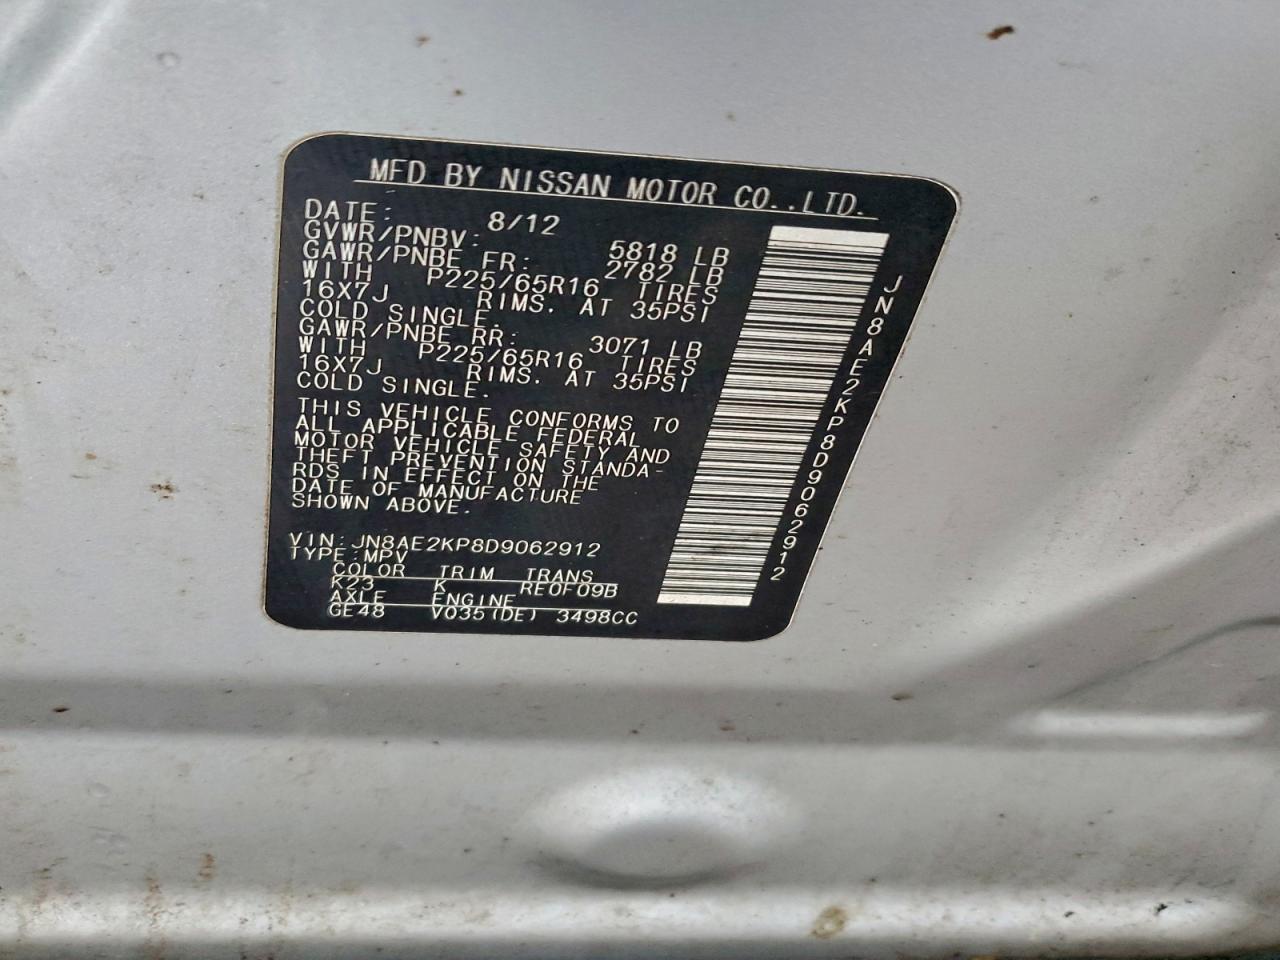 MFD BY NISSAN MOTOR CO.,LTD.
DATE: 8/12
GVWR/PNBV: 5818 LB
GAWR/PNBE FR: 2782 LB
WITH P225/65R16 TIRES
16X7J RIMS. AT 35PSI
COLD SINGLE.
GAWR/PNBE RR: 3071 LB
WITH P225/65R16 TIRES
16X7J RIMS. AT 35PSI
COLD SINGLE.
THIS VEHICLE CONFORMS TO
ALL APPLICABLE FEDERAL
MOTOR VEHICLE SAFETY AND
THEFT PREVENTION STANDA-
RDS IN EFFECT ON THE
DATE OF MANUFACTURE
SHOWN ABOVE.
VIN:JN8AE2KP8D9062912
TYPE:MPV
COLOR TRIM TRANS
K23 K RE0F09B
AXLE ENGINE
GE48 VQ35(DE) 3498CC
JN8AE2KP8D9062912